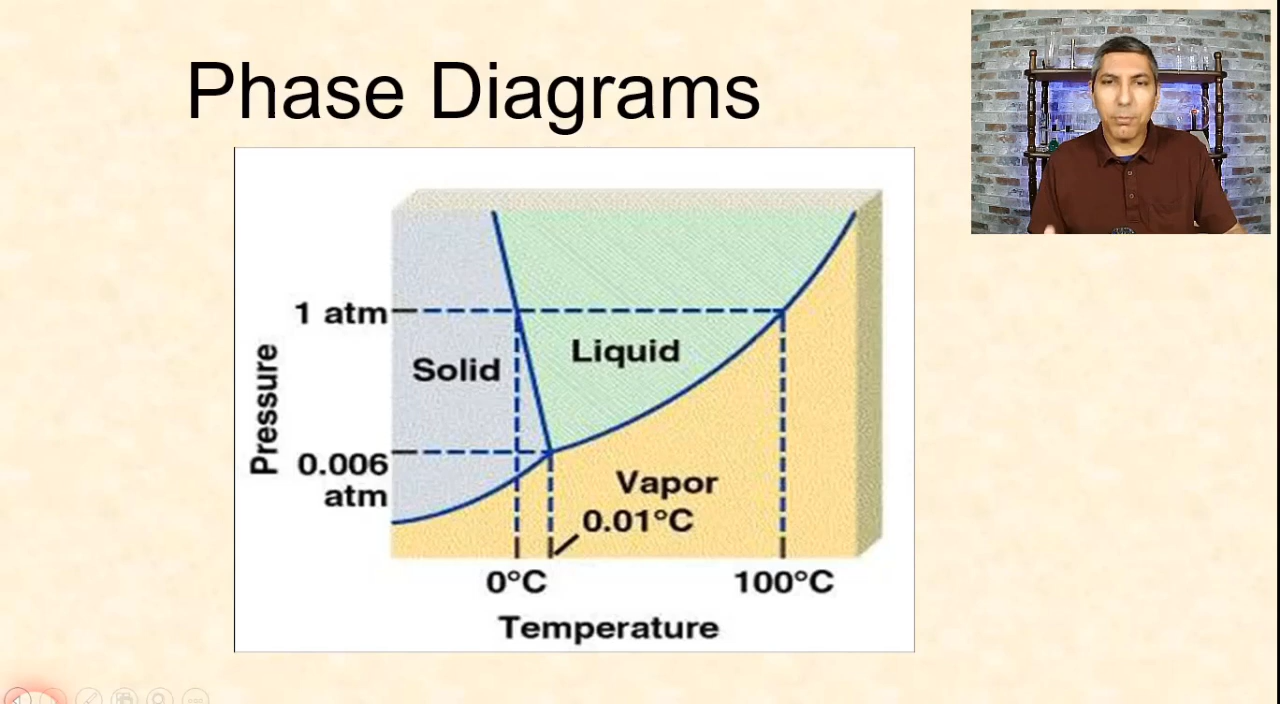 Phase Diagrams
1 atm
Liquid
Solid
Pressure
0.006
atm
Vapor
0.01°C
0°C
100°C
Temperature